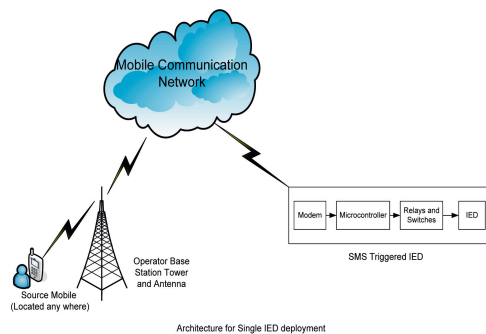 Mobile Communication
Network
Modem
Microcontroller
Relays and
Switches
IED
SMS Triggered IED
Operator Base
Station Tower
and Antenna
Source Mobile
(Located any where)
Architecture for Single IED deployment